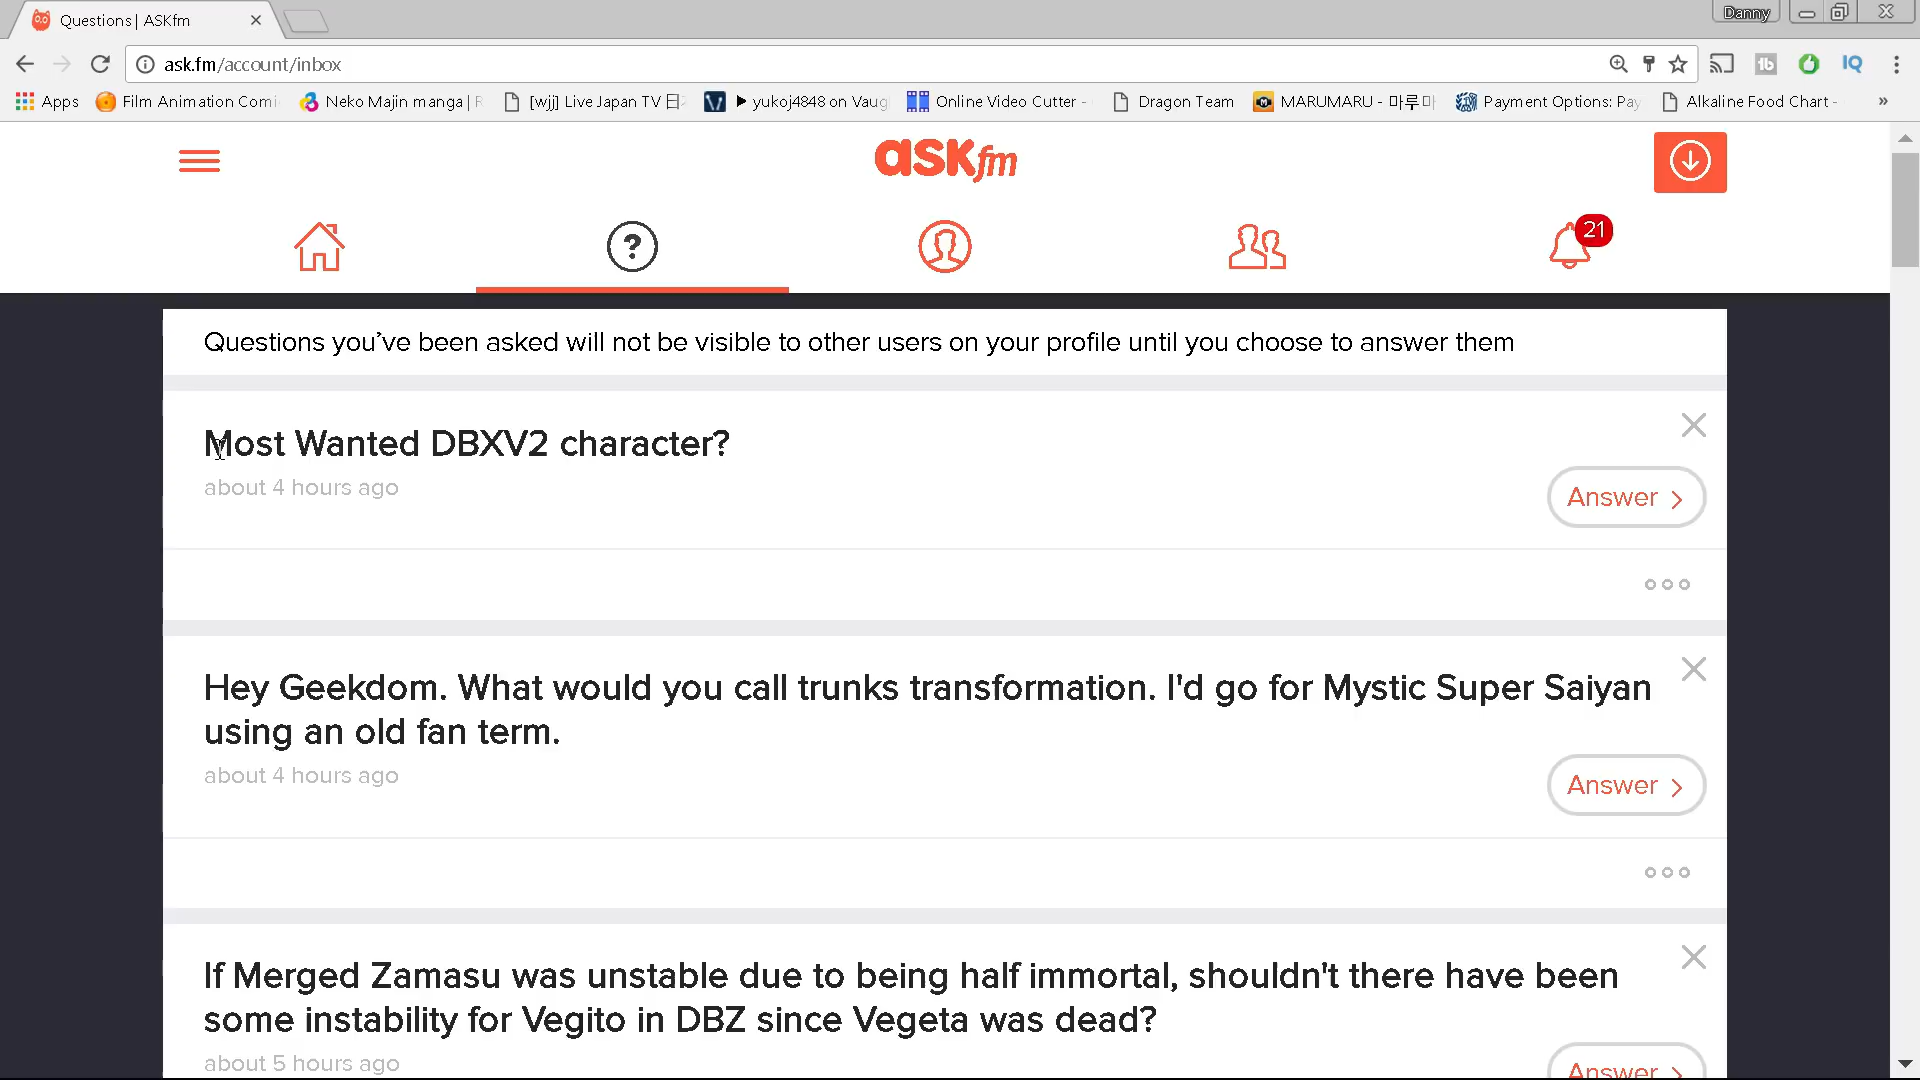 Questions | ASKfm
Danny
ask.fm/account/inbox
Apps
Film Animation Comi
Neko Majin manga | R
[wjj] Live Japan TV 日
▶ yukoj4848 on Vaug
Online Video Cutter -
Dragon Team
MARUMARU - 마루마
Payment Options: Pay
Alkaline Food Chart -
»
ASKfm
21
Questions you've been asked will not be visible to other users on your profile until you choose to answer them
Most Wanted DBXV2 character?
about 4 hours ago
Answer
Hey Geekdom. What would you call trunks transformation. I'd go for Mystic Super Saiyan
using an old fan term.
about 4 hours ago
Answer
If Merged Zamasu was unstable due to being half immortal, shouldn't there have been
some instability for Vegito in DBZ since Vegeta was dead?
about 5 hours ago
Answer